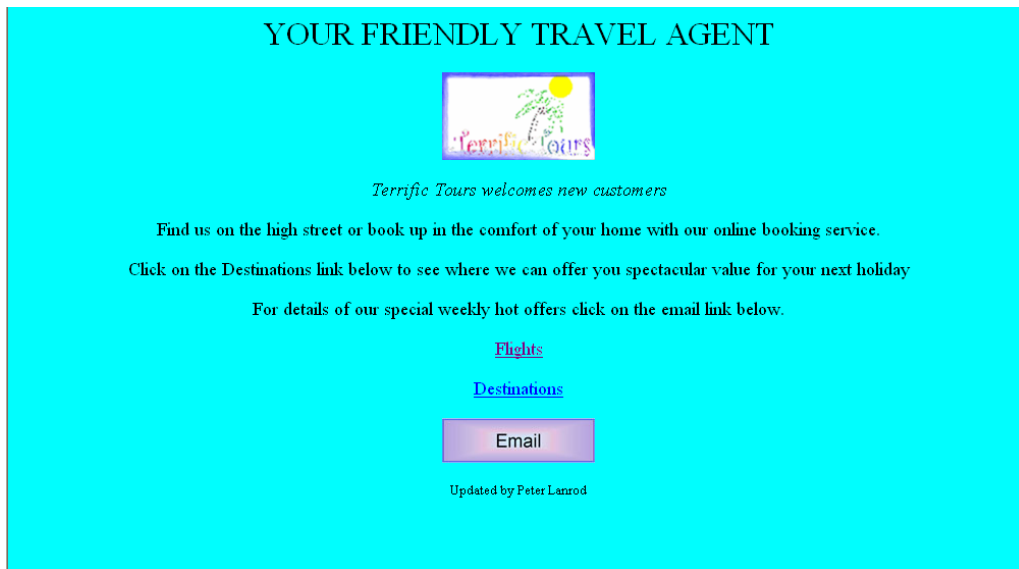 YOUR FRIENDLY TRAVEL AGENT
Terrific Tours
Terrific Tours welcomes new customers
Find us on the high street or book up in the comfort of your home with our online booking service.
Click on the Destinations link below to see where we can offer you spectacular value for your next holiday
For details of our special weekly hot offers click on the email link below.
Flights
Destinations
Email
Updated by Peter Lanrod